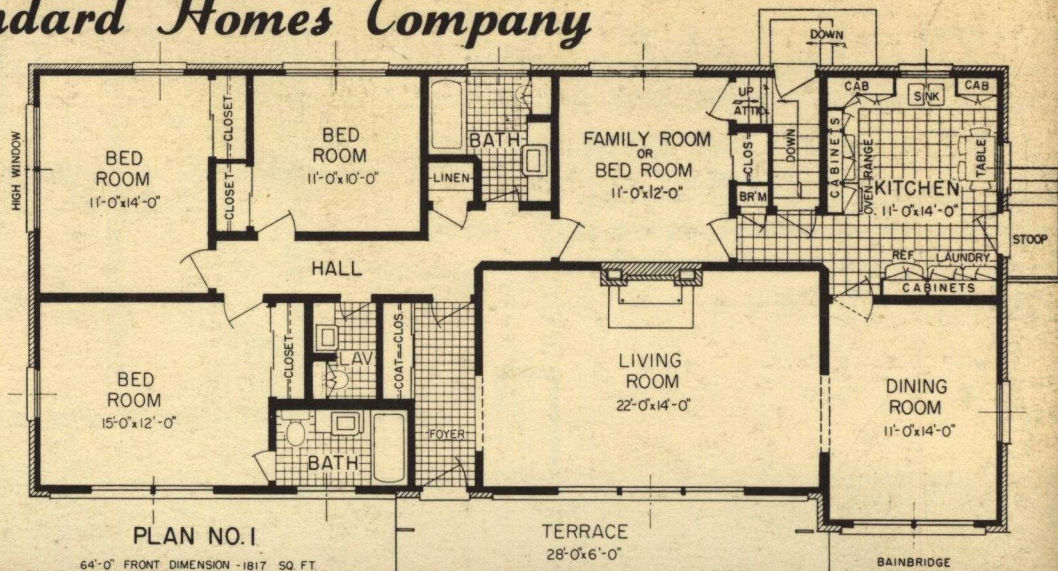 ndard Homes Company
DOWN
HIGH WINDOW
BED
ROOM
11'-0"x14'-0"
CLOSET
CLOSET
BED
ROOM
11'-0"x10'-0"
BATH
LINEN
FAMILY ROOM
OR
BED ROOM
11'-0"x12'-0"
UP
ATTIC
CLOS
BR'M
DOWN
CAB
SINK
CAB
CABINETS
OVEN-RANGE
TABLE
KITCHEN
11'-0"x14'-0"
STOOP
REF
LAUNDRY
CABINETS
HALL
BED
ROOM
15'-0"x12'-0"
CLOSET
LAV
COAT-CLOS.
BATH
FOYER
LIVING
ROOM
22'-0"x14'-0"
DINING
ROOM
11'-0"x14'-0"
PLAN NO.1
64'-0" FRONT DIMENSION -1817 SQ. FT.
TERRACE
28'-0"x6'-0"
BAINBRIDGE